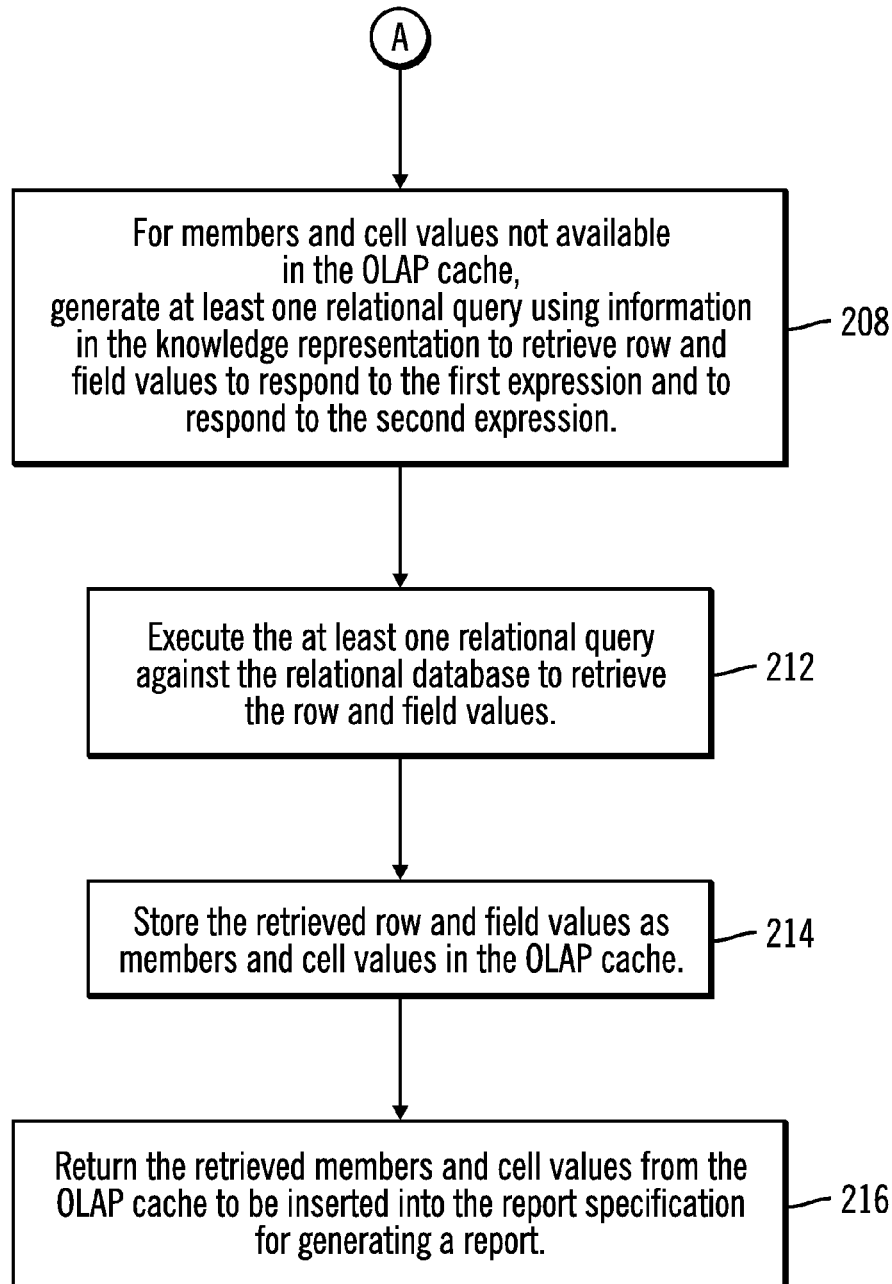 A
For members and cell values not available
in the OLAP cache,
generate at least one relational query using information
in the knowledge representation to retrieve row and
field values to respond to the first expression and to
respond to the second expression.
208
Execute the at least one relational query
against the relational database to retrieve
the row and field values.
212
Store the retrieved row and field values as
members and cell values in the OLAP cache.
214
Return the retrieved members and cell values from the
OLAP cache to be inserted into the report specification
for generating a report.
216